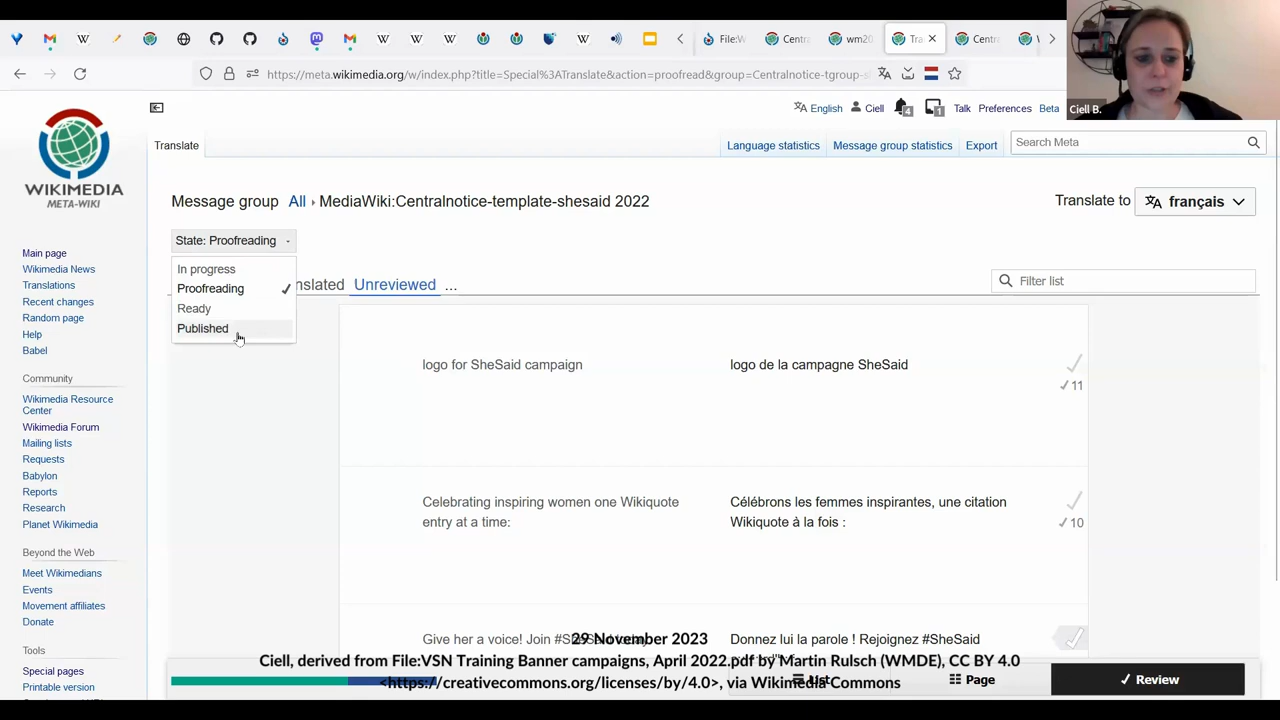 File:W
Centra
wm20
Tra
Centra
https://meta.wikimedia.org/w/index.php?title=Special%3ATranslate&action=proofread&group=Centralnotice-tgroup-s
Ciell B.
English
Ciell
4
1
Talk
Preferences
Beta
Translate
Language statistics
Message group statistics
Export
Search Meta
WIKIMEDIA
META-WIKI
Message group All › MediaWiki:Centralnotice-template-shesaid 2022
Translate to
français
State: Proofreading
In progress
Proofreading
Ready
Published
nslated
Unreviewed
...
Filter list
Main page
Wikimedia News
Translations
Recent changes
Random page
Help
Babel
Community
Wikimedia Resource
Center
Wikimedia Forum
Mailing lists
Requests
Babylon
Reports
Research
Planet Wikimedia
Beyond the Web
Meet Wikimedians
Events
Movement affiliates
Donate
Tools
Special pages
Printable version
logo for SheSaid campaign
logo de la campagne SheSaid
11
Celebrating inspiring women one Wikiquote
entry at a time:
Célébrons les femmes inspirantes, une citation
Wikiquote à la fois :
10
Give her a voice! Join
Donnez lui la parole ! Rejoignez #SheSaid
29 November 2023
Ciell, derived from File:VSN Training Banner campaigns, April 2022.pdf by Martin Rulsch (WMDE), CC BY 4.0
<https://creativecommons.org/licenses/by/4.0>, via Wikimedia Commons
List
Page
Review